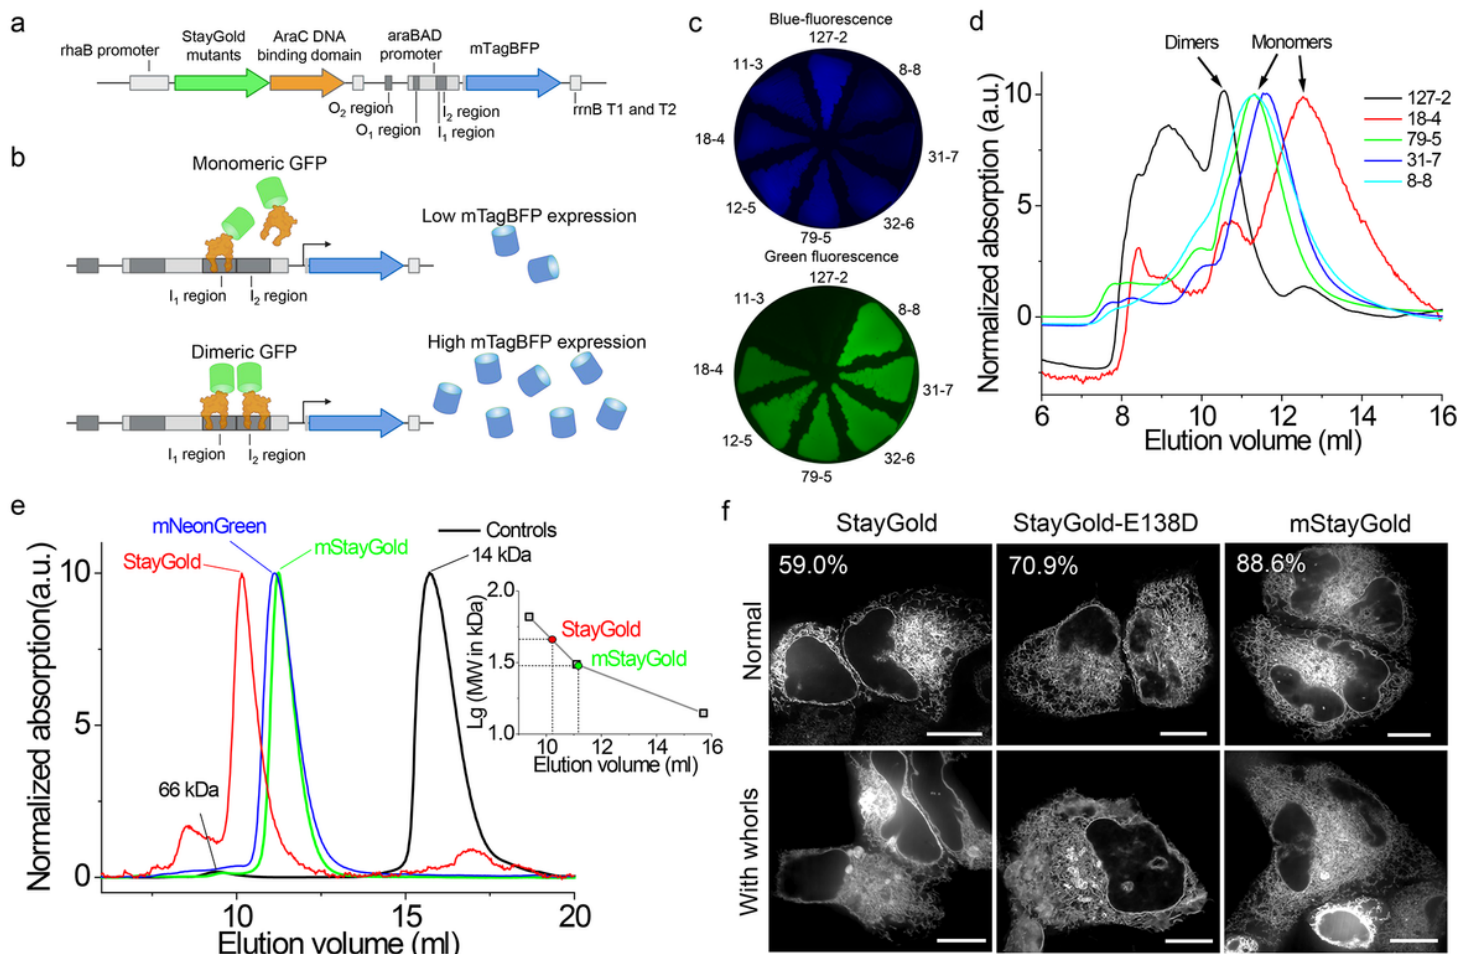 a
rhaB promoter
StayGold
mutants
AraC DNA
binding domain
araBAD
promoter
mTagBFP
O2 region
O1 region
I2 region
I1 region
rrnB T1 and T2
b
Monomeric GFP
Low mTagBFP expression
I1 region
I2 region
Dimeric GFP
High mTagBFP expression
I1 region
I2 region
c
Blue-fluorescence
127-2
11-3
8-8
18-4
31-7
12-5
32-6
79-5
Green fluorescence
127-2
11-3
8-8
18-4
31-7
12-5
32-6
79-5
d
Dimers
Monomers
127-2
18-4
79-5
31-7
8-8
Normalized absorption (a.u.)
10
5
0
6
8
10
12
14
16
Elution volume (ml)
e
mNeonGreen
StayGold
mStayGold
Controls
14 kDa
66 kDa
Normalized absorption(a.u.)
10
5
0
10
15
20
Elution volume (ml)
Lg (MW in kDa)
2.0
1.5
1.0
StayGold
mStayGold
10
12
14
16
Elution volume (ml)
f
StayGold
StayGold-E138D
mStayGold
Normal
59.0%
70.9%
88.6%
With whorls